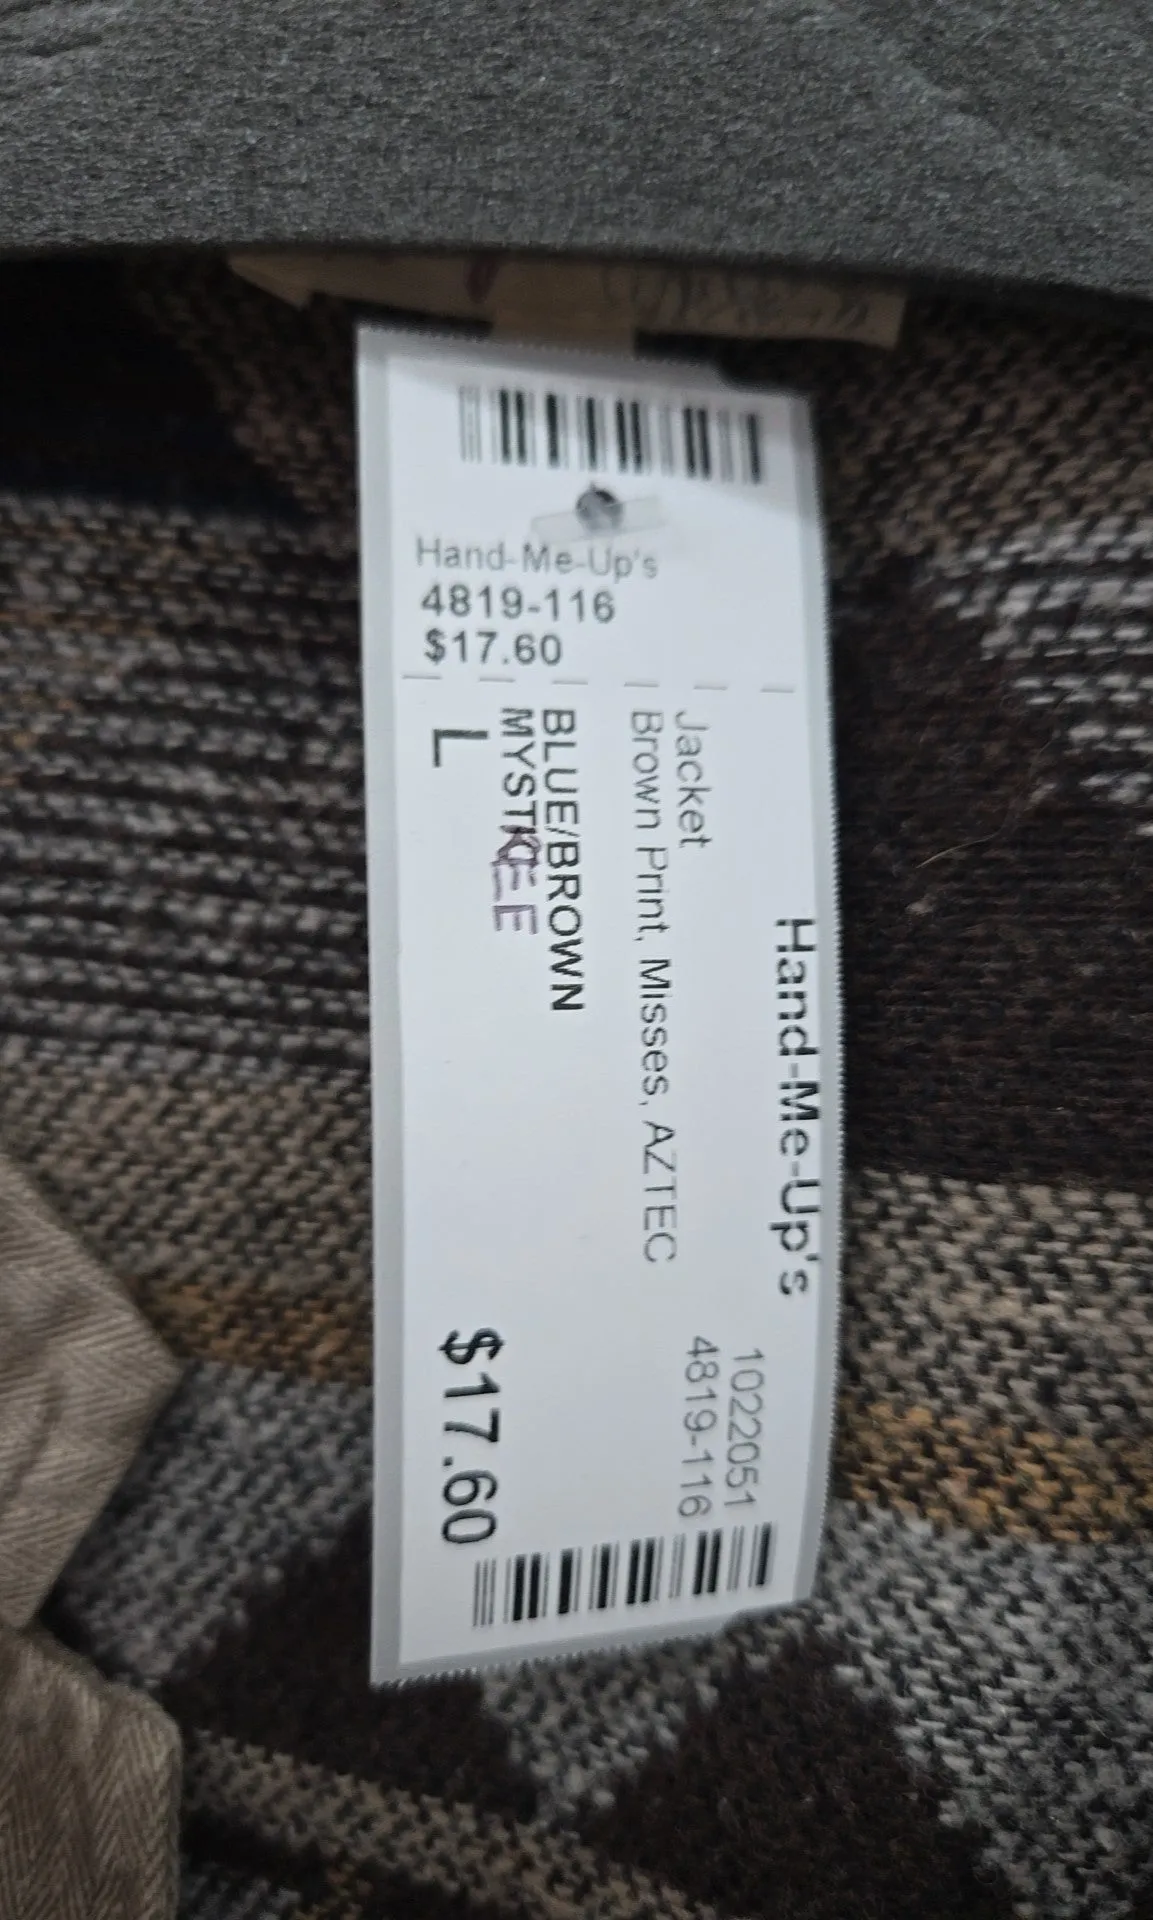 Hand-Me-Up's
4819-116
$17.60
Hand-Me-Up's
1022051
4819-116
Jacket
Brown Print, Misses, AZTEC
BLUE/BROWN
L
$17.60